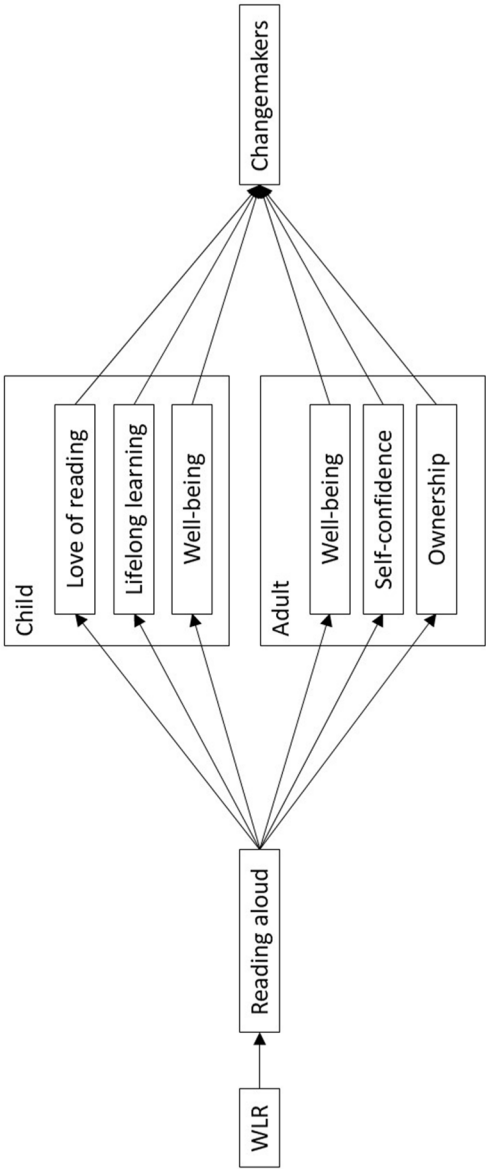 WLR
Reading aloud
Child
Love of reading
Lifelong learning
Well-being
Adult
Well-being
Self-confidence
Ownership
Changemakers